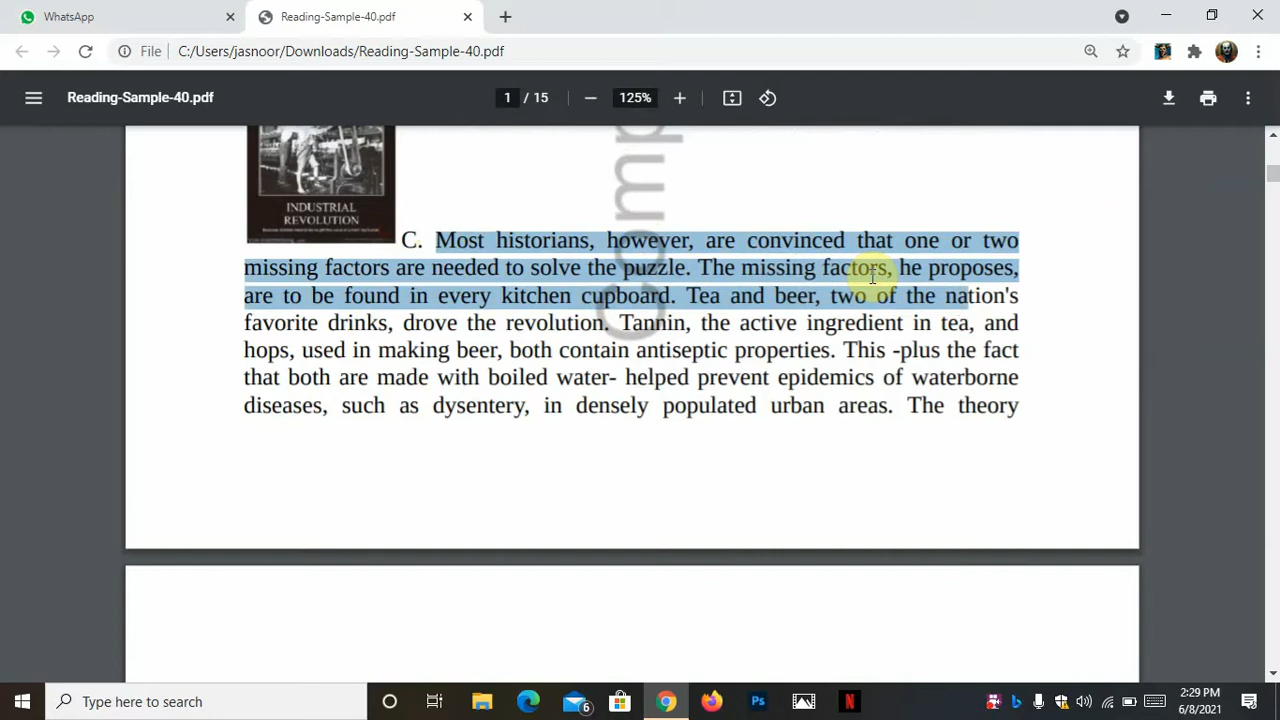 WhatsApp
Reading-Sample-40.pdf
File C:/Users/jasnoor/Downloads/Reading-Sample-40.pdf
Reading-Sample-40.pdf
1 / 15
125%
INDUSTRIAL
REVOLUTION
Comp
C. Most historians, however, are convinced that one or two
missing factors are needed to solve the puzzle. The missing factors, he proposes,
are to be found in every kitchen cupboard. Tea and beer, two of the nation's
favorite drinks, drove the revolution. Tannin, the active ingredient in tea, and
hops, used in making beer, both contain antiseptic properties. This -plus the fact
that both are made with boiled water- helped prevent epidemics of waterborne
diseases, such as dysentery, in densely populated urban areas. The theory
Type here to search
6
Ps
N
2:29 PM
6/8/2021